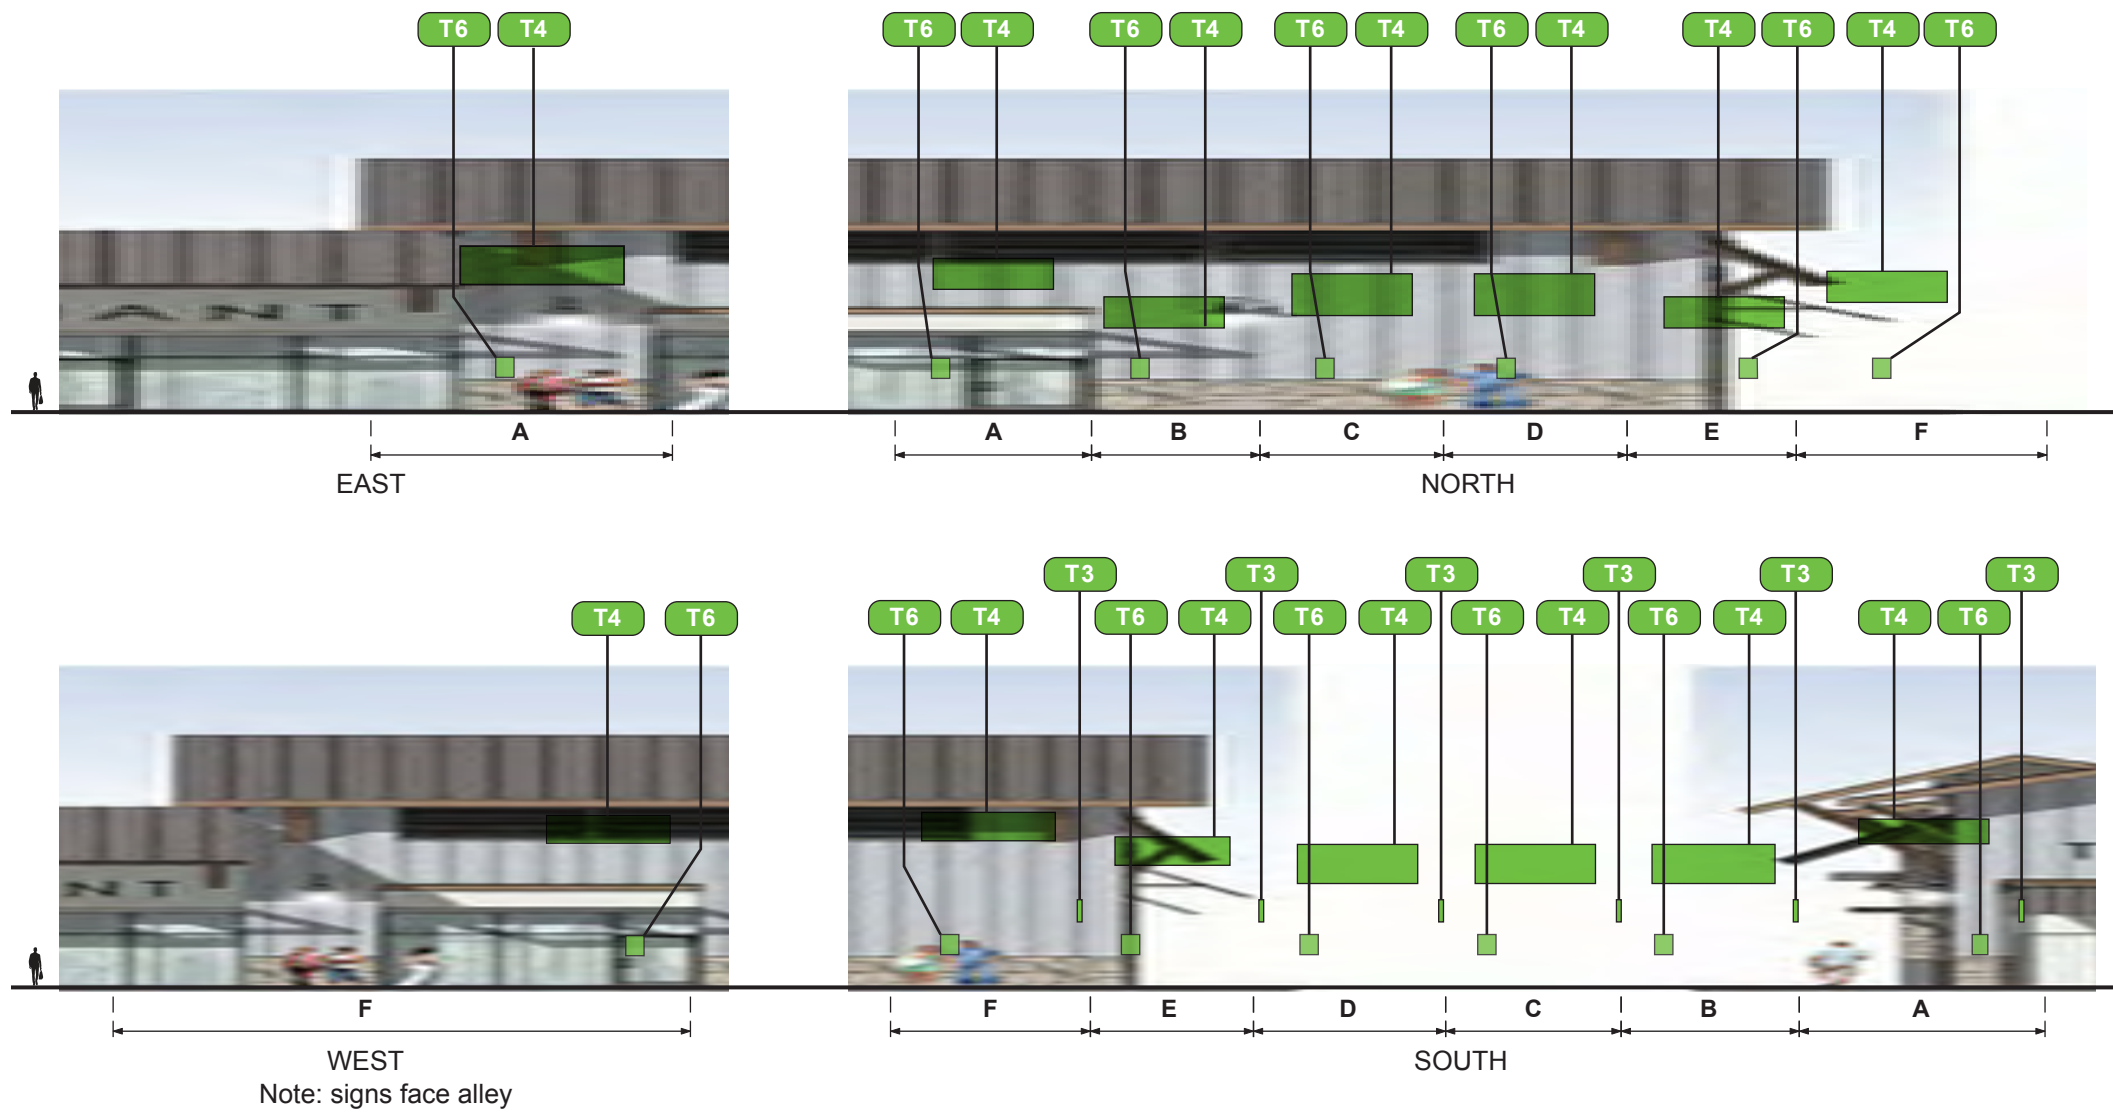 T6 T4
T6 T4 T6 T4 T6 T4 T6 T4 T4 T6 T4 T6
ANT
A
EAST
A B C D E F
NORTH
T4 T6
T3 T3 T3 T3 T3 T3
T6 T4 T6 T4 T6 T4 T6 T4 T6 T4 T4 T6
NT
F
WEST
Note: signs face alley
F E D C B A
SOUTH